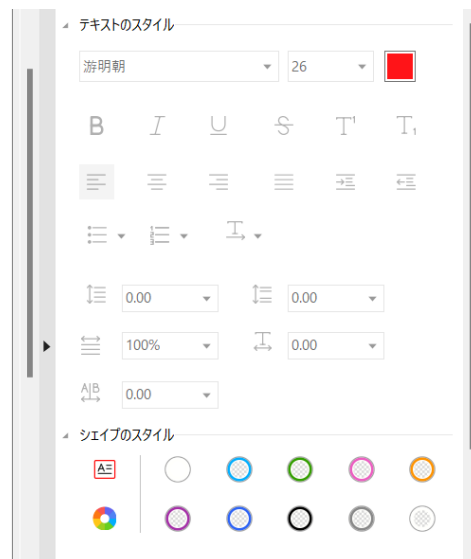 テキストのスタイル
游明朝 26
B I U S T' T,
0.00 0.00
100% 0.00
A|B 0.00
シェイプのスタイル
A